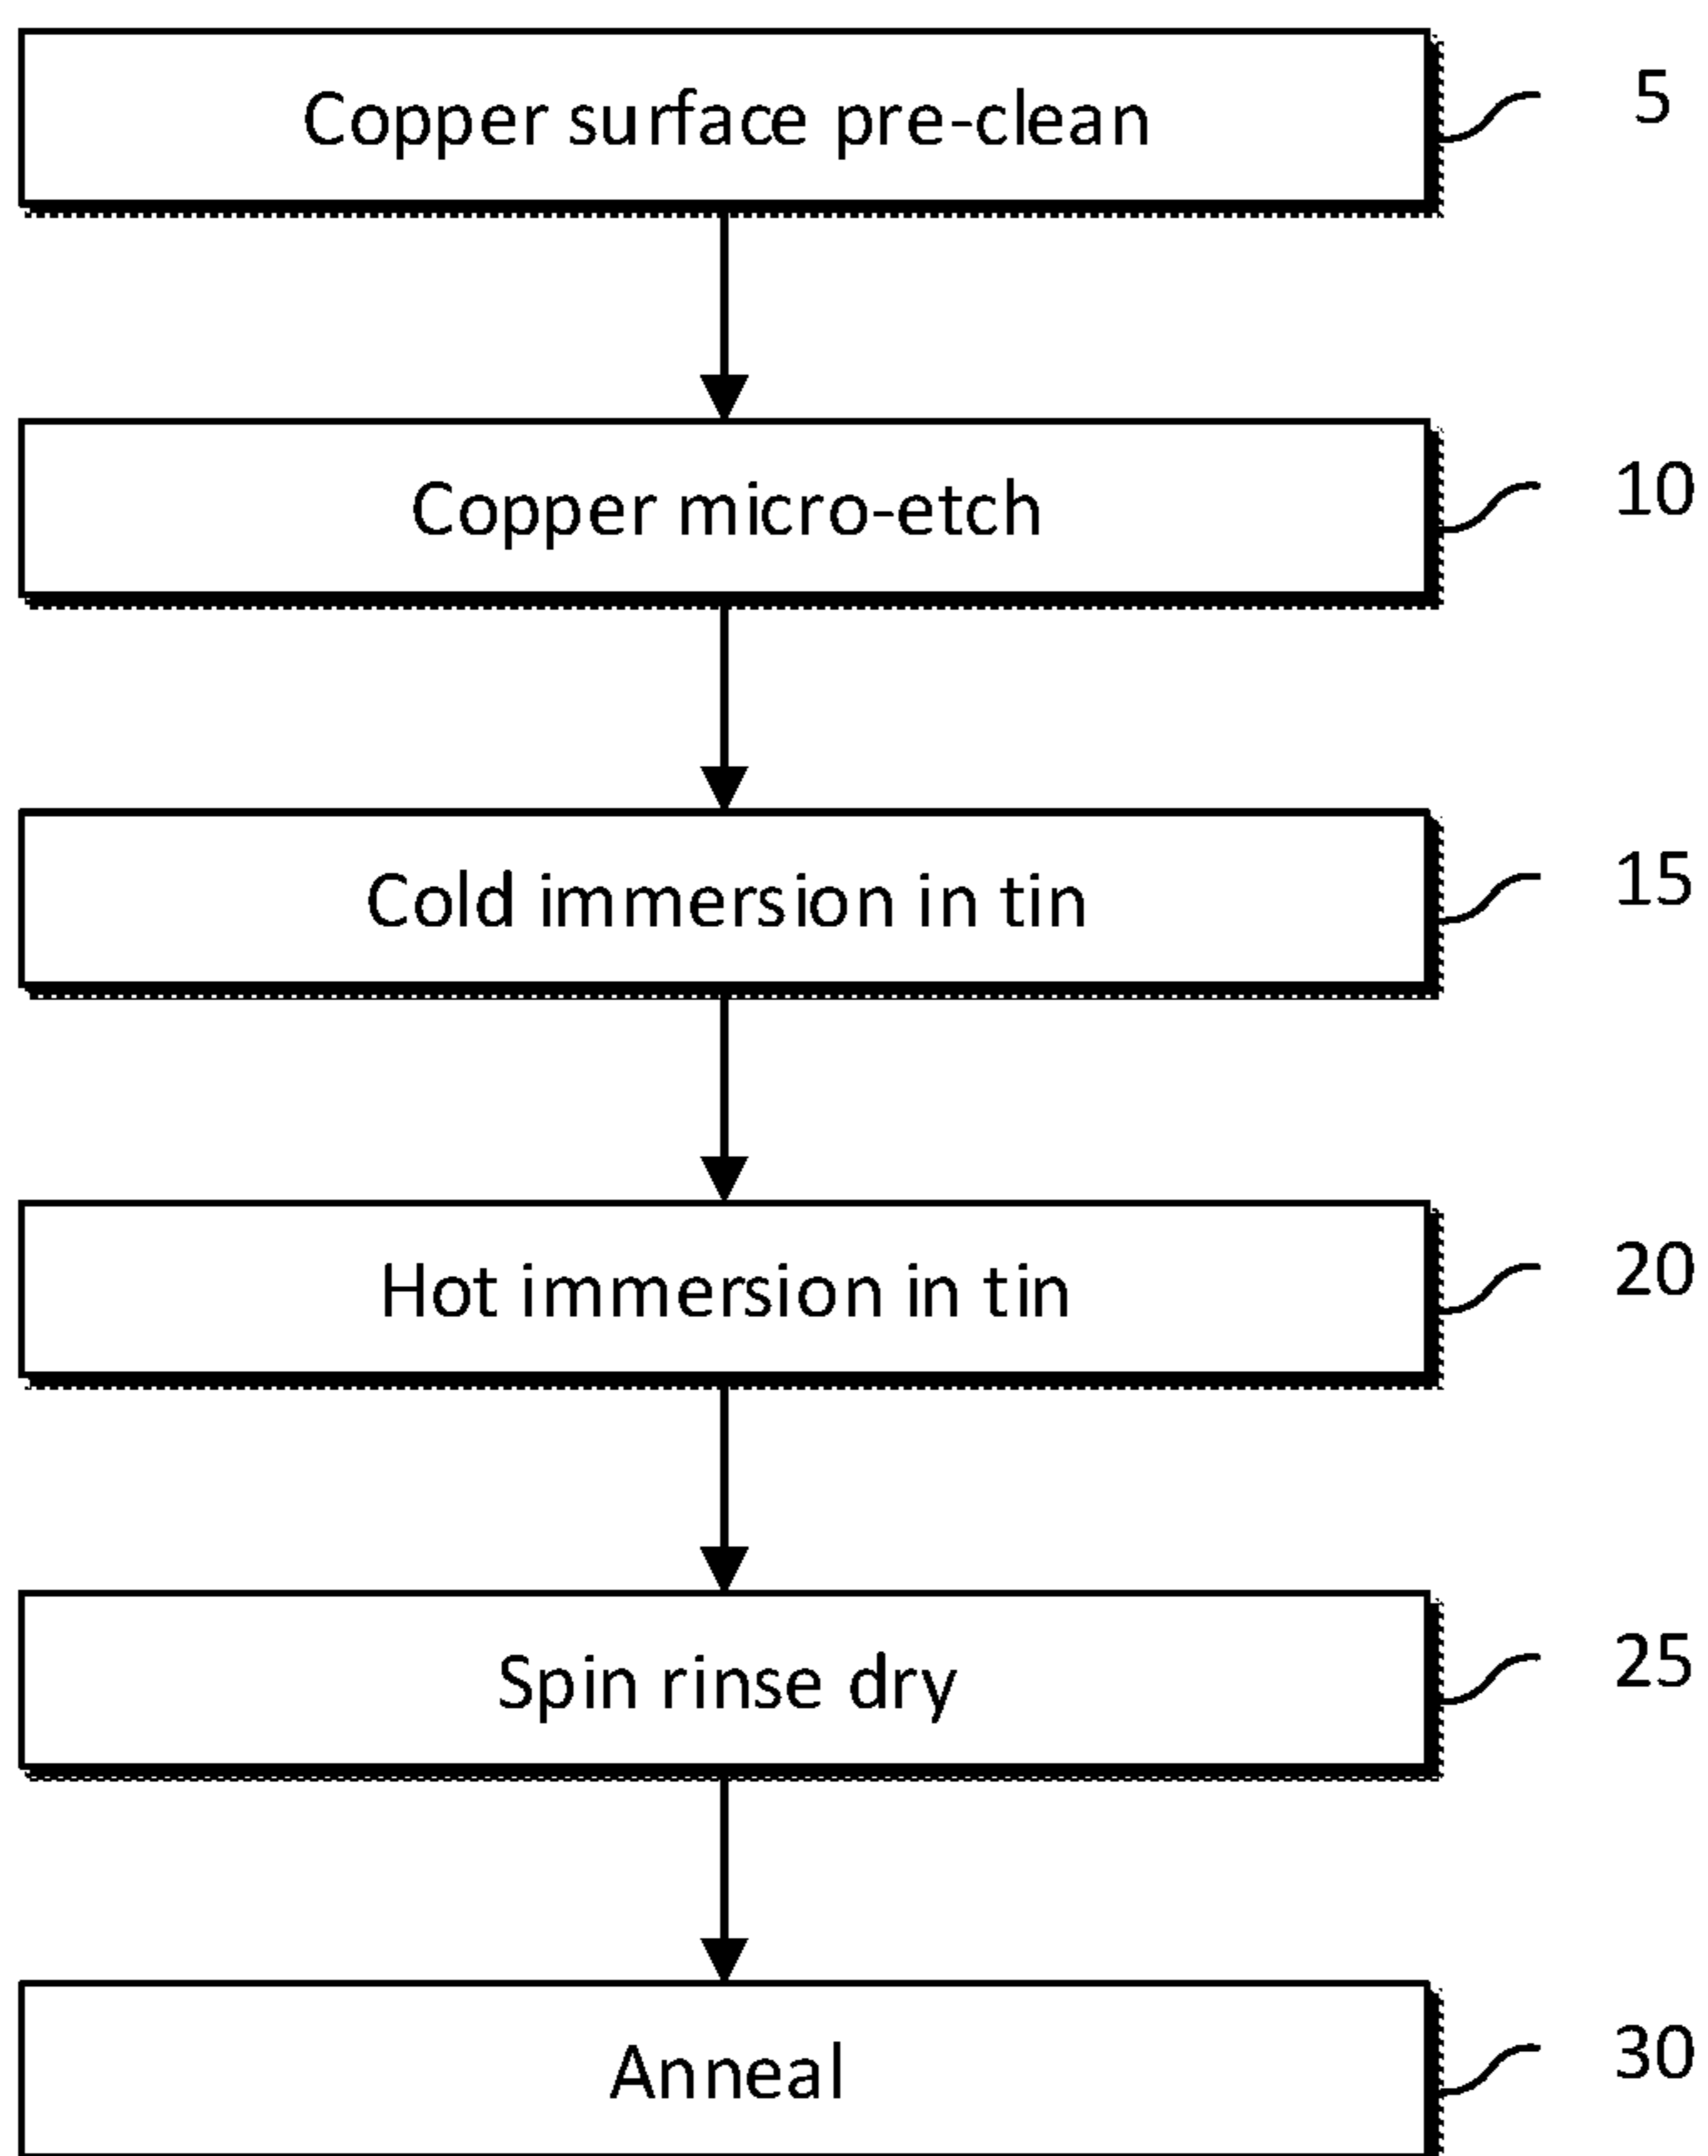 Copper surface pre-clean 5
Copper micro-etch 10
Cold immersion in tin 15
Hot immersion in tin 20
Spin rinse dry 25
Anneal 30